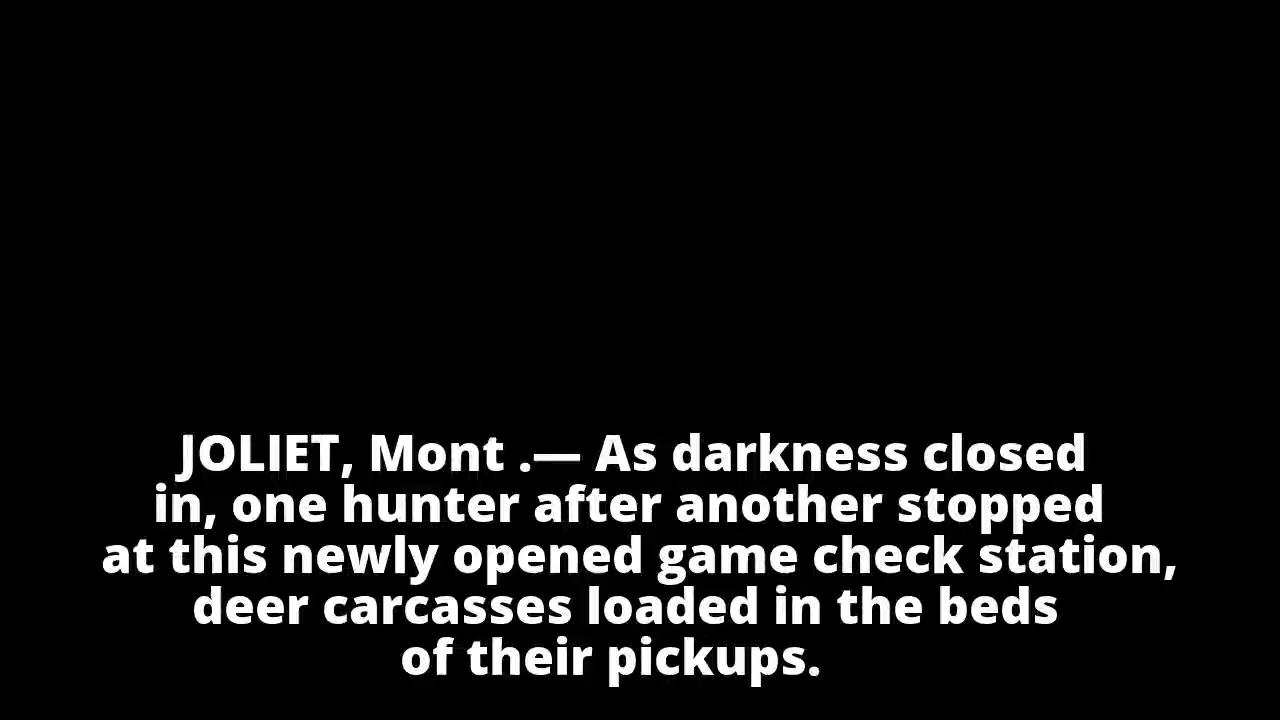 JOLIET, Mont .— As darkness closed
in, one hunter after another stopped
at this newly opened game check station,
deer carcasses loaded in the beds
of their pickups.